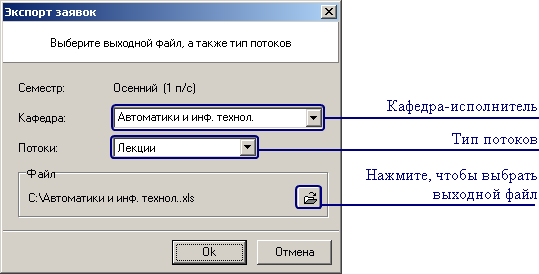 Экспорт заявок
Выберите выходной файл, а также тип потоков
Семестр: Осенний (1 п/с)
Кафедра: Автоматики и инф. технол.
Кафедра-исполнитель
Потоки: Лекции
Тип потоков
Файл
C:\Автоматики и инф. технол..xls
Нажмите, чтобы выбрать
выходной файл
Ok
Отмена